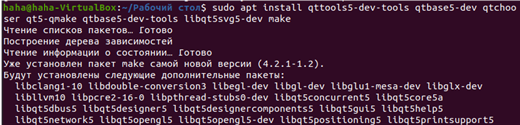 haha@haha-VirtualBox:~/Рабочий стол$ sudo apt install qttools5-dev-tools qtbase5-dev qtchoo
ser qt5-qmake qtbase5-dev-tools libqt5svg5-dev make
Чтение списков пакетов… Готово
Построение дерева зависимостей
Чтение информации о состоянии… Готово
Уже установлен пакет make самой новой версии (4.2.1-1.2).
Будут установлены следующие дополнительные пакеты:
libclang1-10 libdouble-conversion3 libegl-dev libgl-dev libglu1-mesa-dev libglx-dev
libllvm10 libpcre2-16-0 libpthread-stubs0-dev libqt5concurrent5 libqt5core5a
libqt5dbus5 libqt5designer5 libqt5designercomponents5 libqt5gui5 libqt5help5
libqt5network5 libqt5opengl5 libqt5opengl5-dev libqt5positioning5 libqt5printsupport5